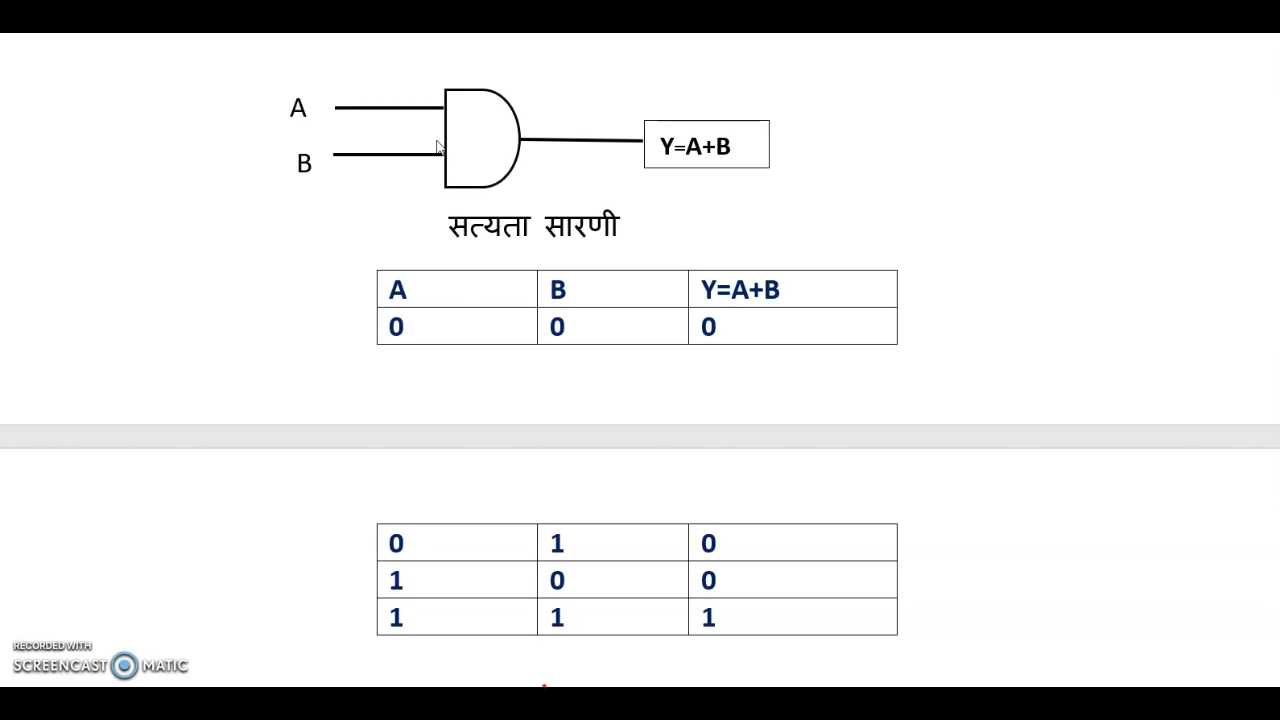 A
B
Y=A+B
सत्यता सारणी
A B Y=A+B
0 0 0
0 1 0
1 0 0
1 1 1
RECORDED WITH
SCREENCAST MATIC